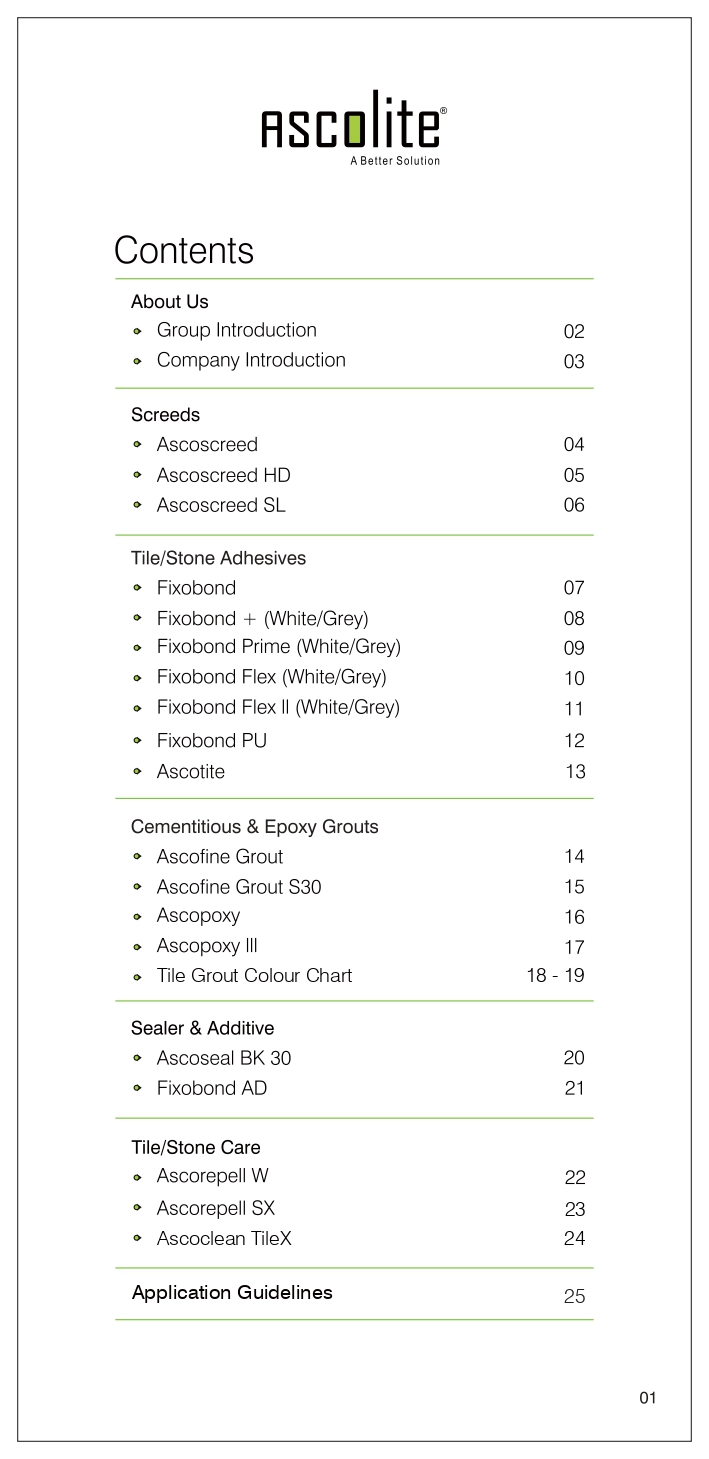 ascolite®
A Better Solution
Contents
About Us
Group Introduction 02
Company Introduction 03
Screeds
Ascoscreed 04
Ascoscreed HD 05
Ascoscreed SL 06
Tile/Stone Adhesives
Fixobond 07
Fixobond + (White/Grey) 08
Fixobond Prime (White/Grey) 09
Fixobond Flex (White/Grey) 10
Fixobond Flex II (White/Grey) 11
Fixobond PU 12
Ascotite 13
Cementitious & Epoxy Grouts
Ascofine Grout 14
Ascofine Grout S30 15
Ascopoxy 16
Ascopoxy III 17
Tile Grout Colour Chart 18 - 19
Sealer & Additive
Ascoseal BK 30 20
Fixobond AD 21
Tile/Stone Care
Ascorepell W 22
Ascorepell SX 23
Ascoclean TileX 24
Application Guidelines 25
01